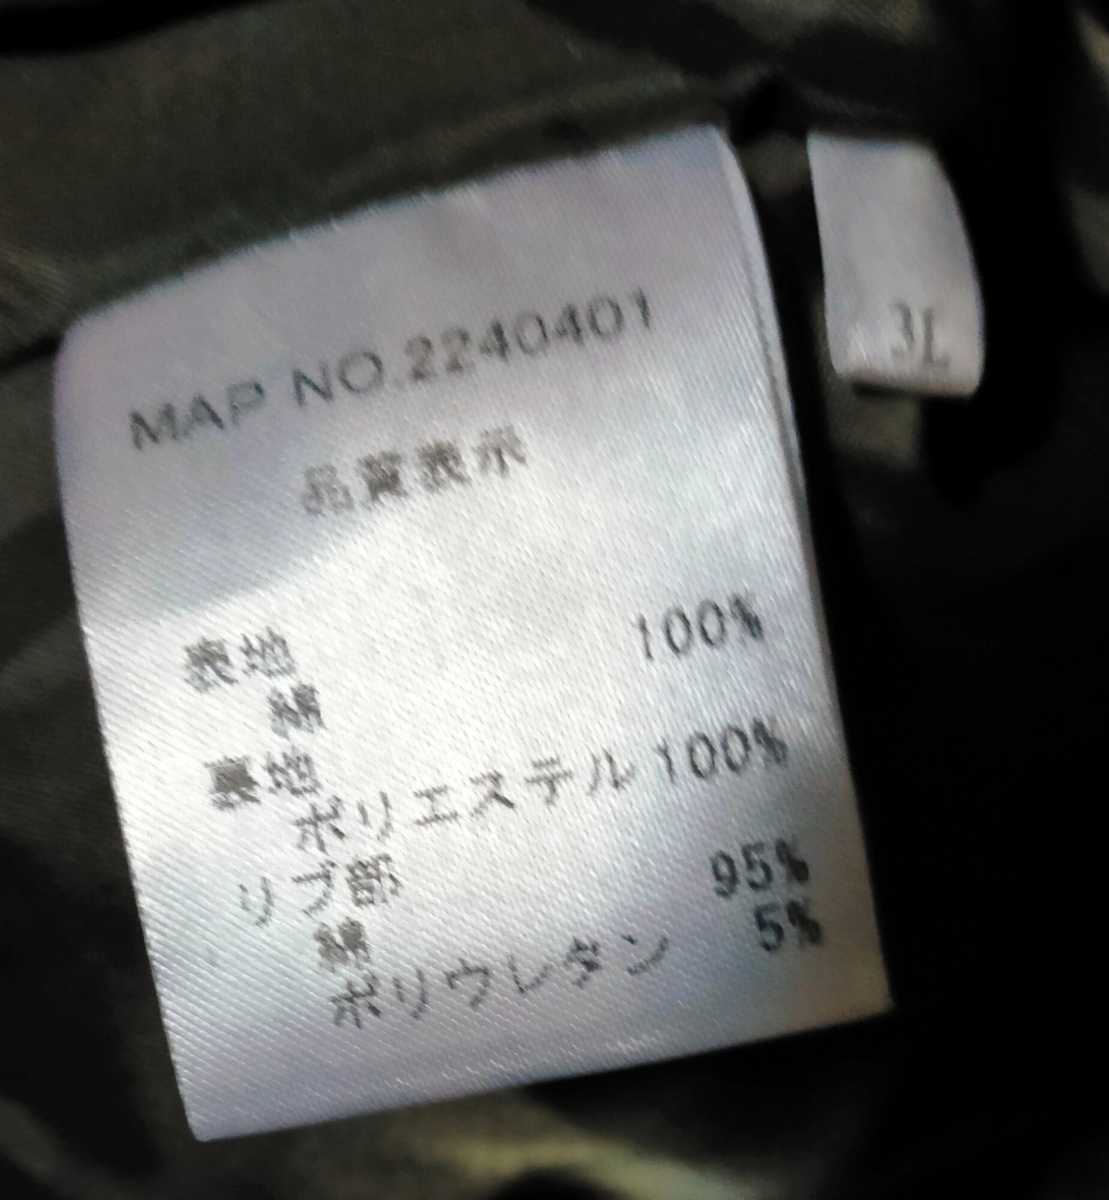 MAP NO.2240401
品質表示
表地
綿 100%
裏地
ポリエステル 100%
リブ部
綿 95%
ポリウレタン 5%
3L